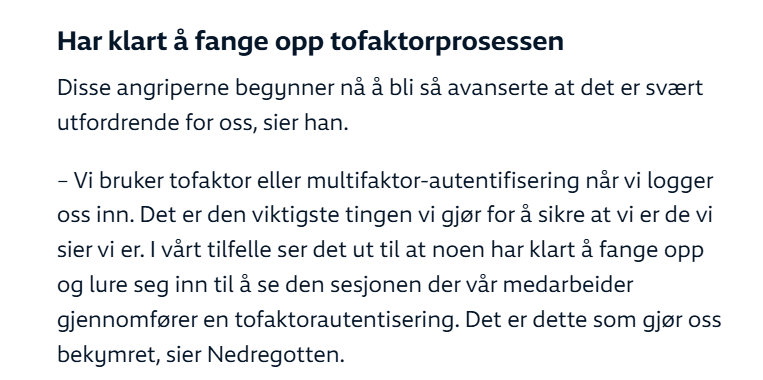 Har klart å fange opp tofaktorprosessen
Disse angriperne begynner nå å bli så avanserte at det er svært
utfordrende for oss, sier han.
– Vi bruker tofaktor eller multifaktor-autentifisering når vi logger
oss inn. Det er den viktigste tingen vi gjør for å sikre at vi er de vi
sier vi er. I vårt tilfelle ser det ut til at noen har klart å fange opp
og lure seg inn til å se den sesjonen der vår medarbeider
gjennomfører en tofaktorautentisering. Det er dette som gjør oss
bekymret, sier Nedregotten.